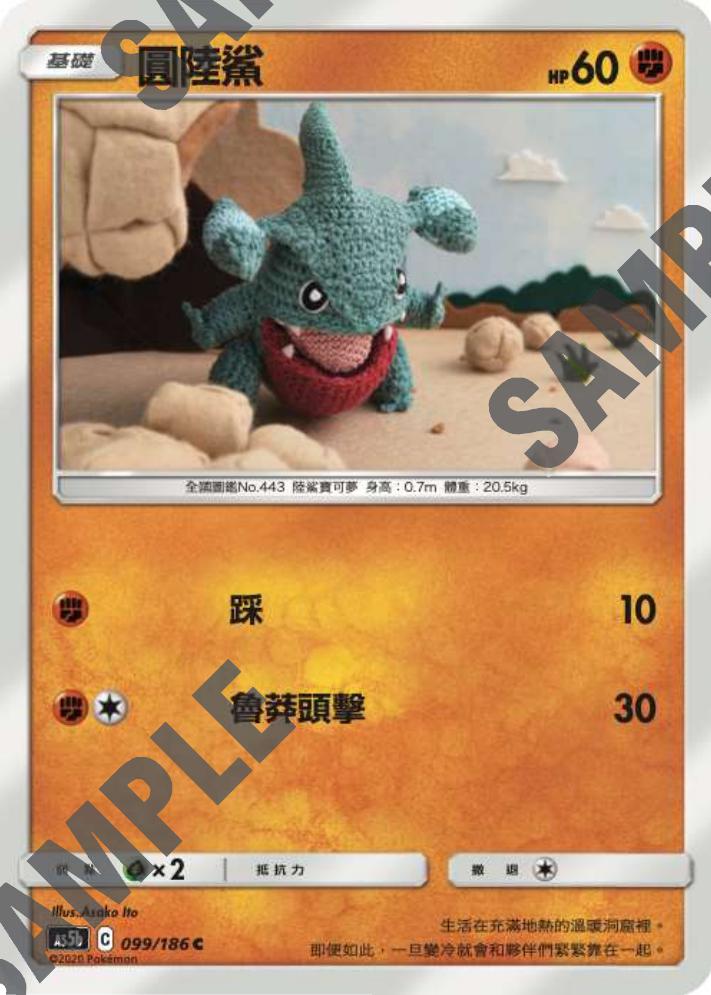 基礎 圓陸鯊 HP60
全國圖鑑No.443 陸鯊寶可夢 身高：0.7m 體重：20.5kg
踩 10
魯莽頭擊 30
弱點 ×2 抵抗力 撤退
Illus. Asako Ito
AS5b C 099/186 C
©2020 Pokémon
生活在充滿地熱的溫暖洞窟裡。
即便如此，一旦變冷就會和夥伴們緊緊靠在一起。
SAMPLE
SAMPLE
SAMPLE